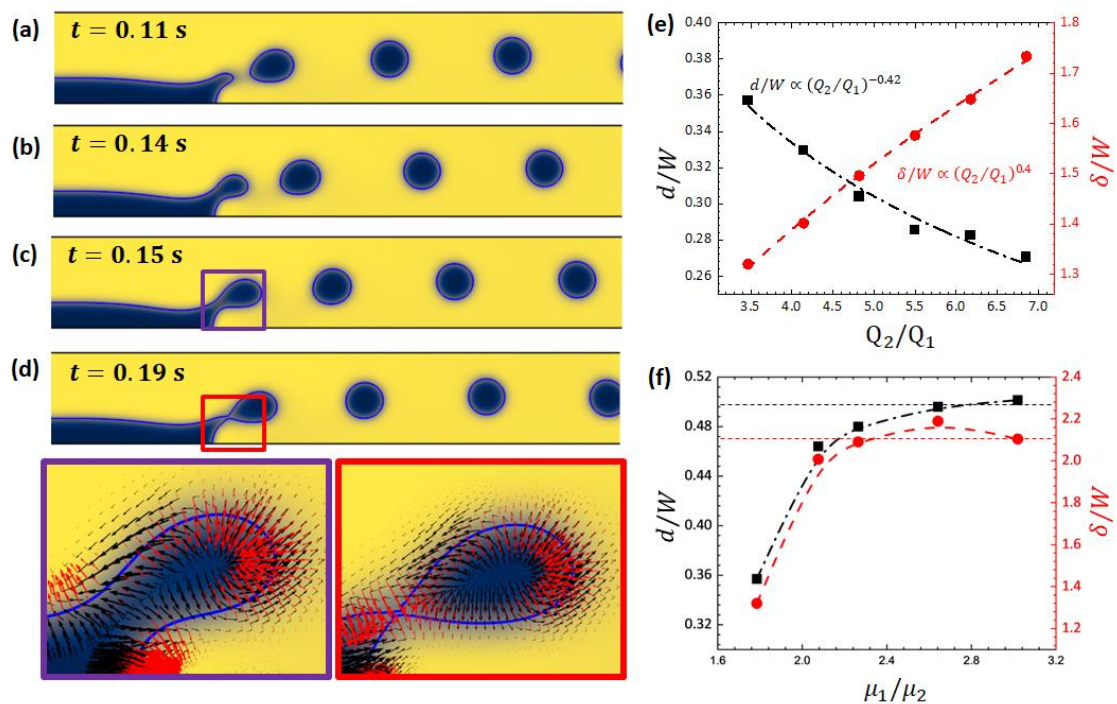 (a)
t = 0.11 s
(b)
t = 0.14 s
(c)
t = 0.15 s
(d)
t = 0.19 s
(e)
0.40
0.36
0.33
0.30
0.28
0.26
d/W
d/W ∝ (Q₂/Q₁)^−0.42
δ/W ∝ (Q₂/Q₁)^0.4
1.8
1.7
1.6
1.5
1.4
1.3
δ/W
3.5 4.0 4.5 5.0 5.5 6.0 6.5 7.0
Q₂/Q₁
(f)
0.52
0.48
0.44
0.40
0.36
0.32
d/W
2.4
2.2
2.0
1.8
1.6
1.4
1.2
δ/W
1.6 2.0 2.4 2.8 3.2
μ₁/μ₂